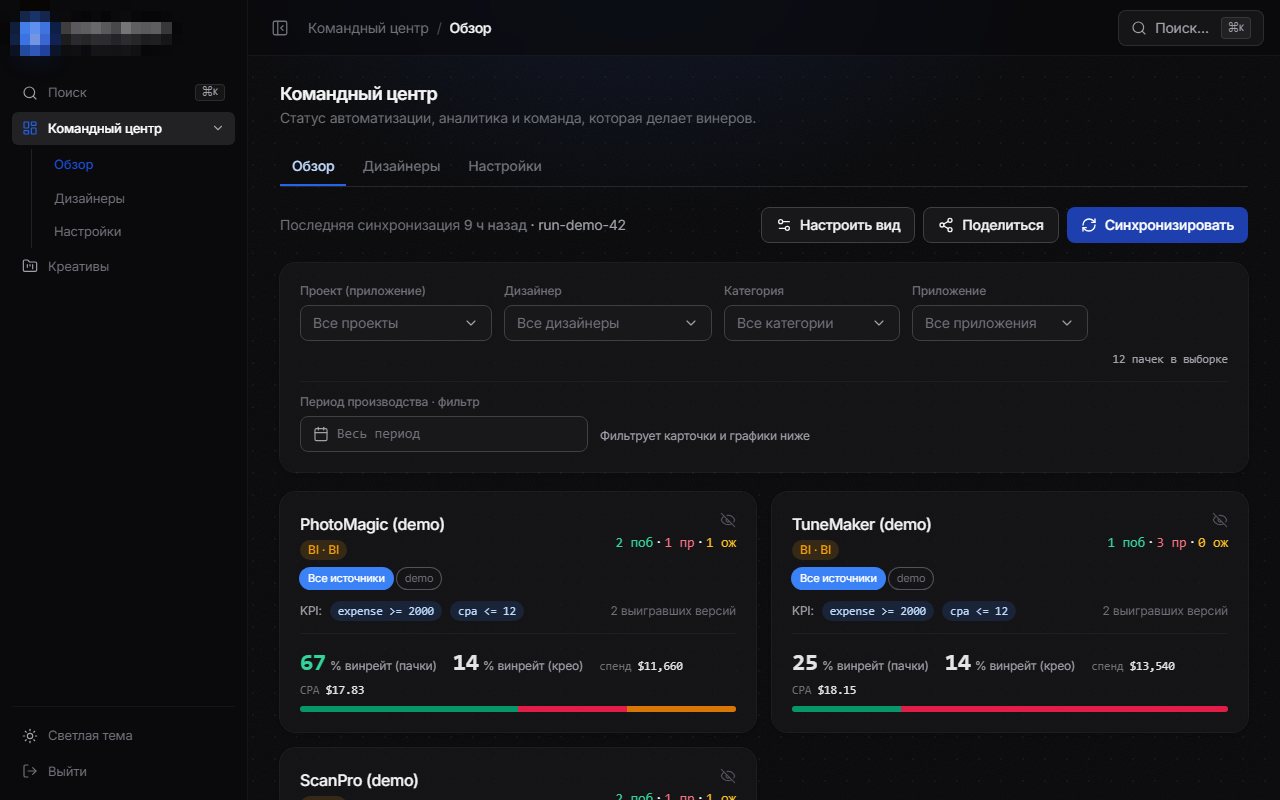 Поиск ⌘K
Командный центр
Обзор
Дизайнеры
Настройки
Креативы
Светлая тема
Выйти
Командный центр / Обзор
Поиск... ⌘K
Командный центр
Статус автоматизации, аналитика и команда, которая делает винеров.
Обзор Дизайнеры Настройки
Последняя синхронизация 9 ч назад · run-demo-42
Настроить вид Поделиться Синхронизировать
Проект (приложение) Дизайнер Категория Приложение
Все проекты Все дизайнеры Все категории Все приложения
12 пачек в выборке
Период производства · фильтр
Весь период Фильтрует карточки и графики ниже
PhotoMagic (demo)
BI · BI
2 поб · 1 пр · 1 ож
Все источники demo
KPI: expense >= 2000 cpa <= 12 2 выигравших версий
67 % винрейт (пачки) 14 % винрейт (крео) спенд $11,660
CPA $17.83
TuneMaker (demo)
BI · BI
1 поб · 3 пр · 0 ож
Все источники demo
KPI: expense >= 2000 cpa <= 12 2 выигравших версий
25 % винрейт (пачки) 14 % винрейт (крео) спенд $13,540
CPA $18.15
ScanPro (demo)
2 поб · 1 пр · 1 ож